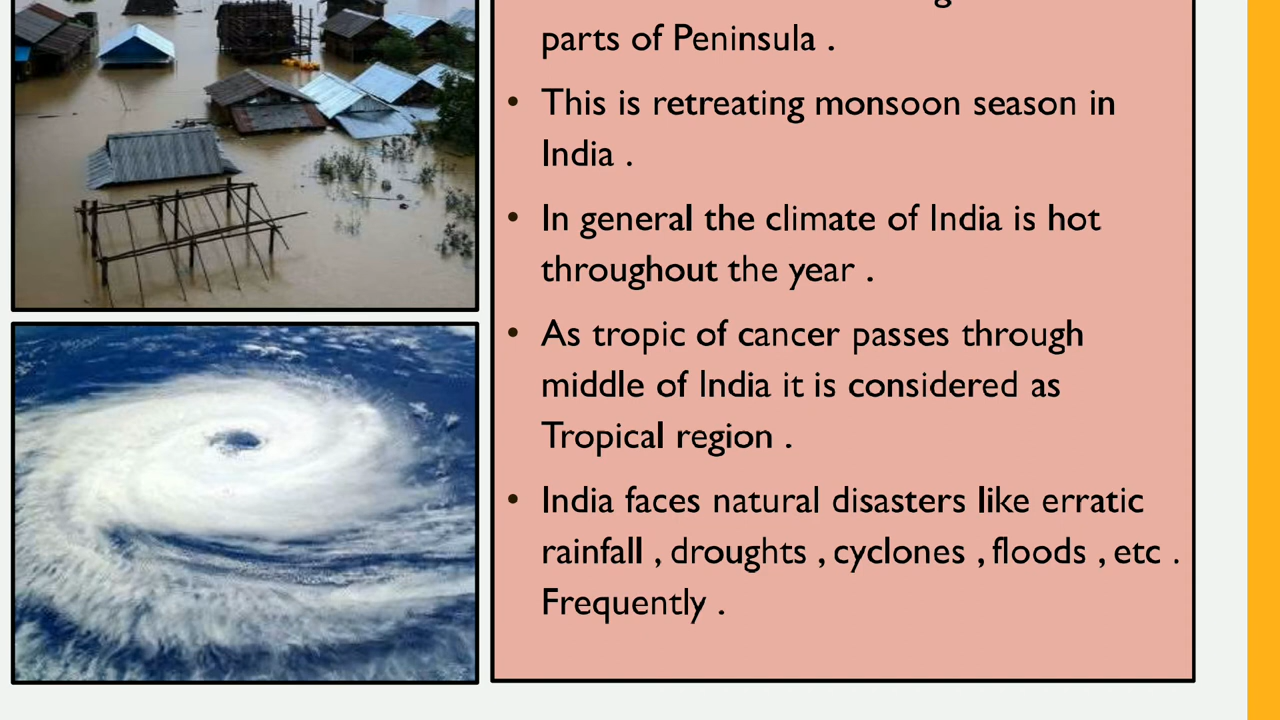 parts of Peninsula .
• This is retreating monsoon season in
India .
• In general the climate of India is hot
throughout the year .
• As tropic of cancer passes through
middle of India it is considered as
Tropical region .
• India faces natural disasters like erratic
rainfall , droughts , cyclones , floods , etc .
Frequently .